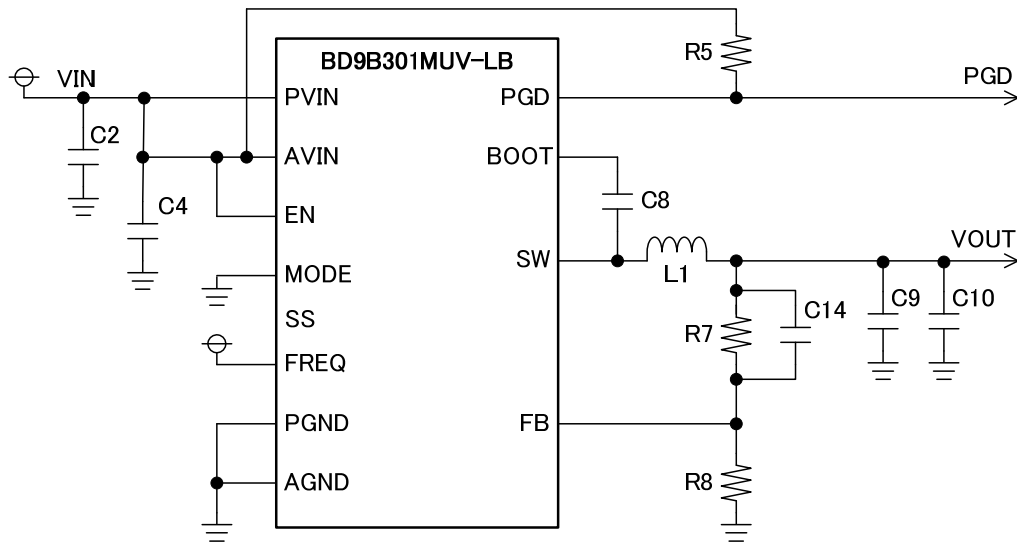 BD9B301MUV-LB
R5
VIN
PGD
PVIN
PGD
C2
AVIN
BOOT
C4
C8
EN
VOUT
SW
L1
MODE
SS
C14
C9
C10
R7
FREQ
PGND
FB
AGND
R8